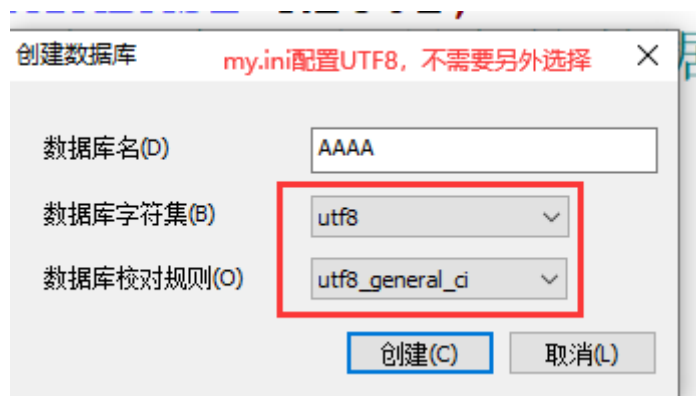 创建数据库
my.ini配置UTF8，不需要另外选择
数据库名(D)
AAAA
数据库字符集(B)
utf8
数据库校对规则(O)
utf8_general_ci
创建(C) 取消(L)